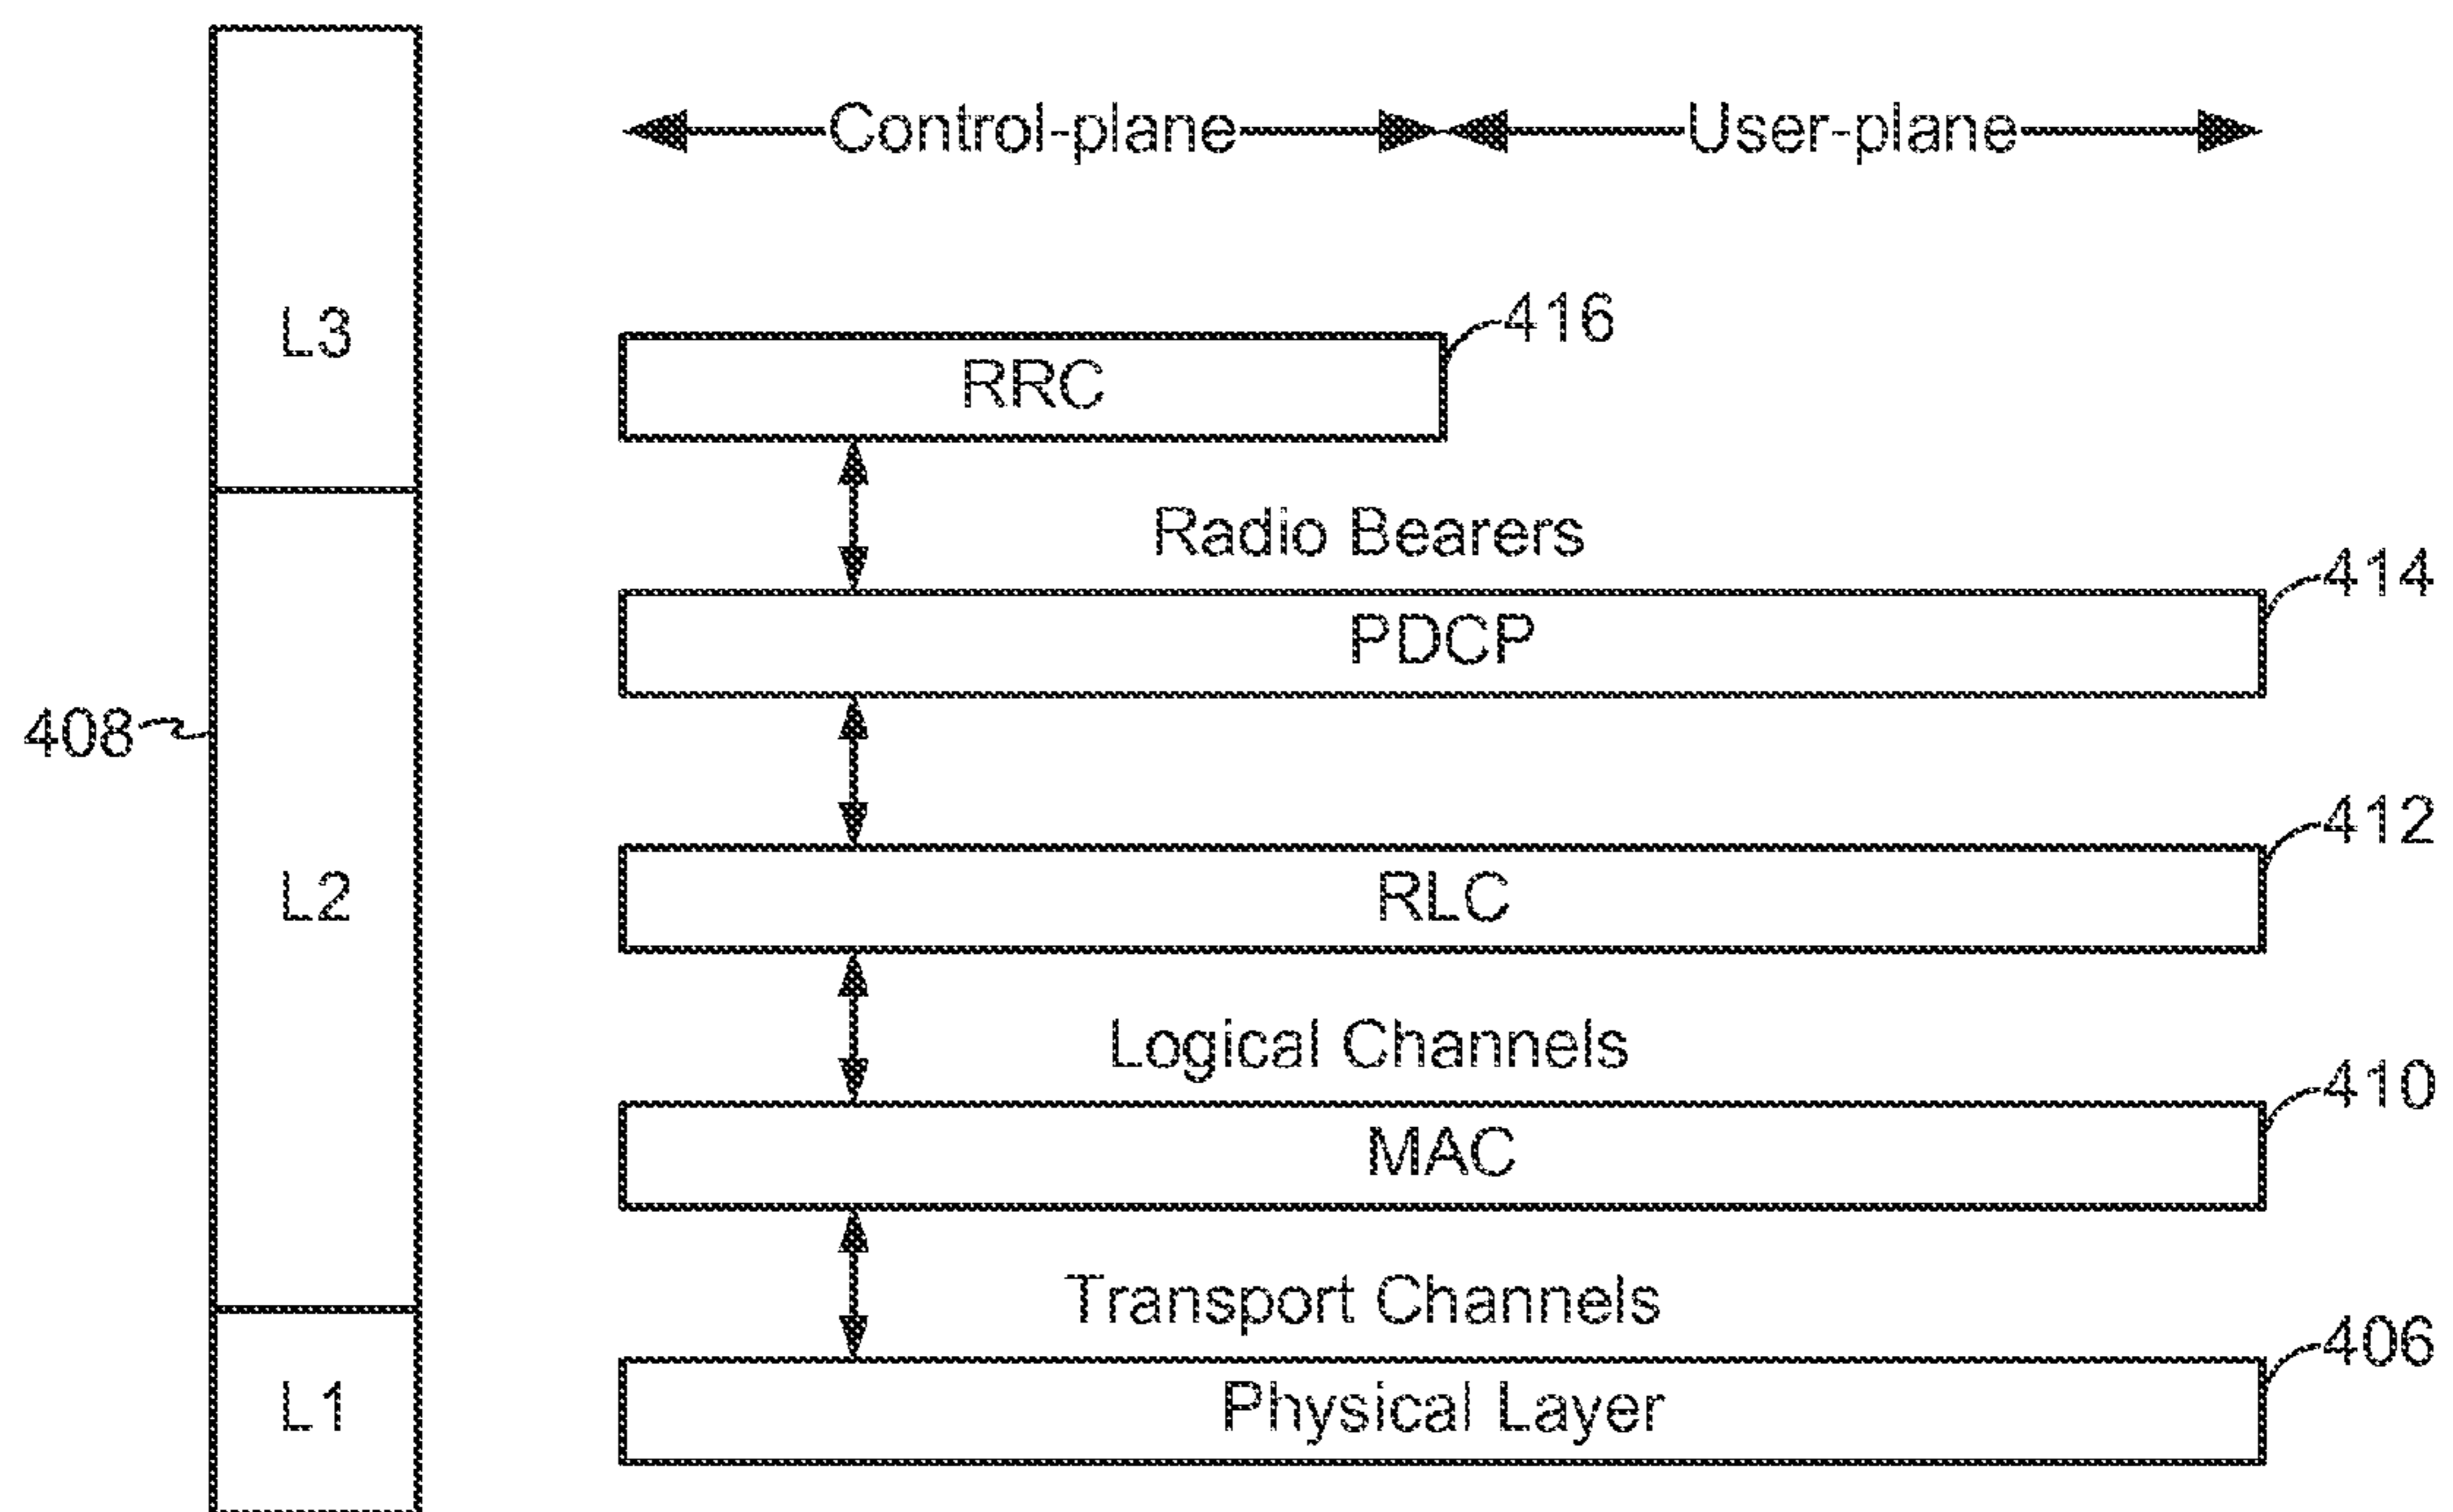 Control-plane User-plane
L3
416
RRC
Radio Bearers
414
PDCP
408
412
L2
RLC
Logical Channels
410
MAC
Transport Channels
406
L1
Physical Layer